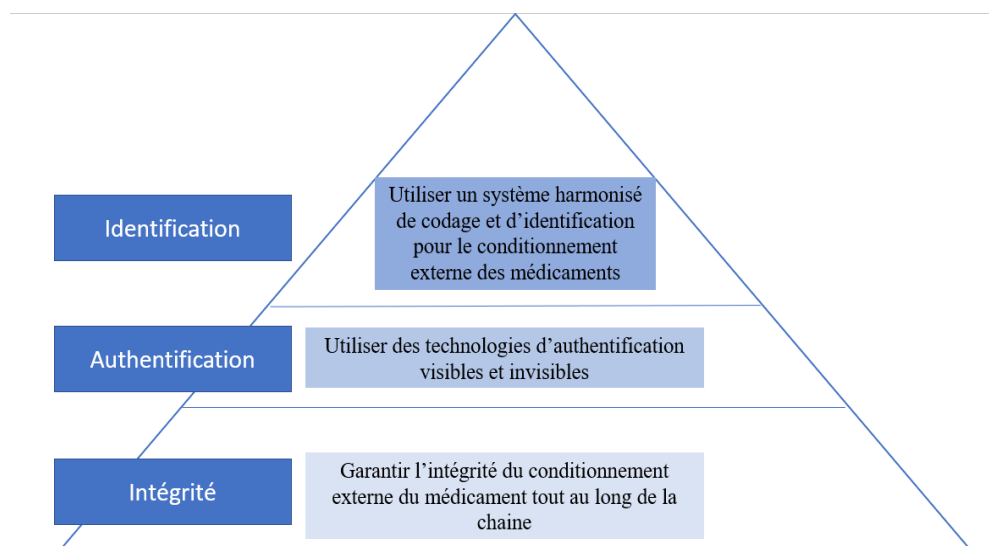 Identification
Utiliser un système harmonisé
de codage et d’identification
pour le conditionnement
externe des médicaments
Authentification
Utiliser des technologies d’authentification
visibles et invisibles
Intégrité
Garantir l’intégrité du conditionnement
externe du médicament tout au long de la
chaine